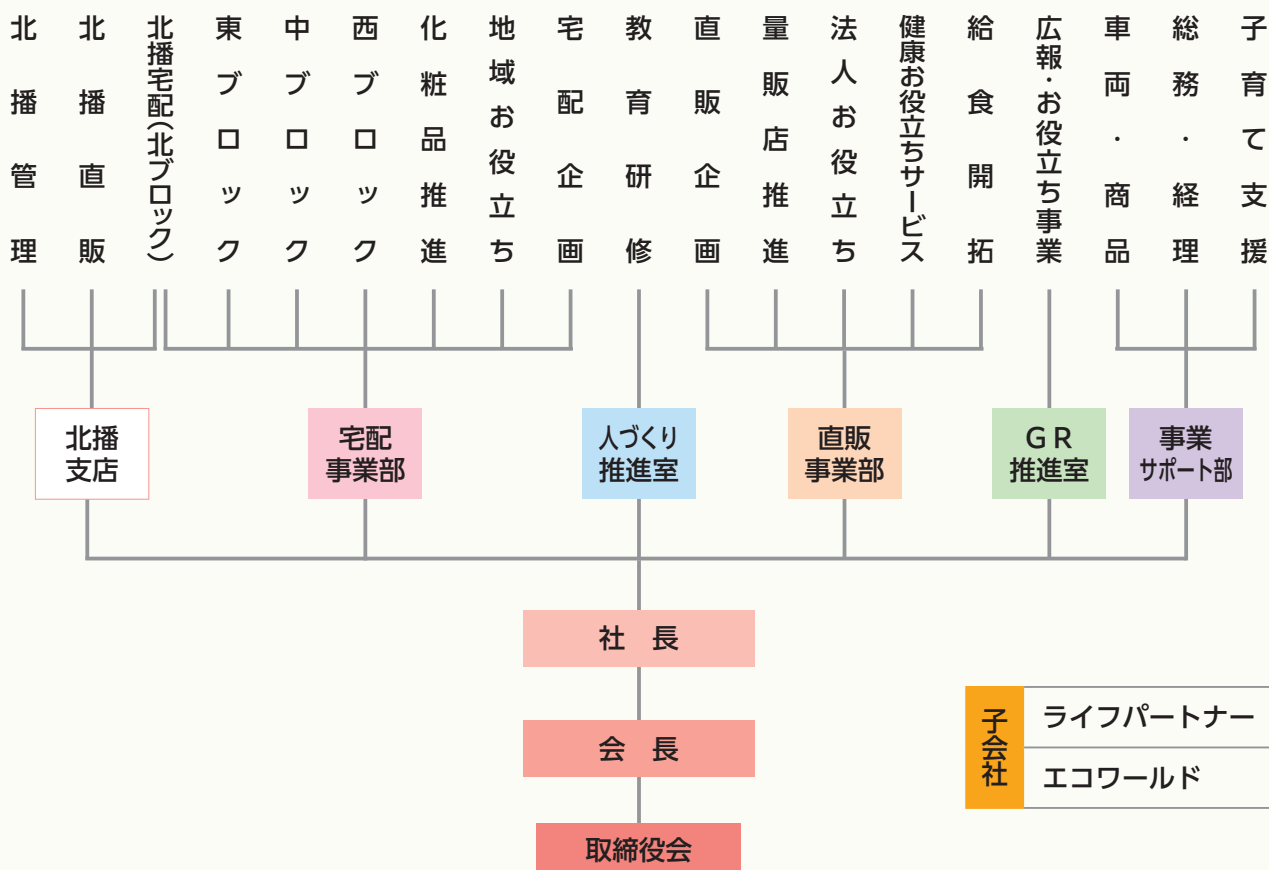 北播管理
北播直販
北播宅配(北ブロック)
東ブロック
中ブロック
西ブロック
化粧品推進
地域お役立ち
宅配企画
教育研修
直販企画
量販店推進
法人お役立ち
健康お役立ちサービス
給食開拓
広報・お役立ち事業
車両・商品
総務・経理
子育て支援
北播
支店
宅配
事業部
人づくり
推進室
直販
事業部
GR
推進室
事業
サポート部
社 長
会 長
取締役会
子会社
ライフパートナー
エコワールド